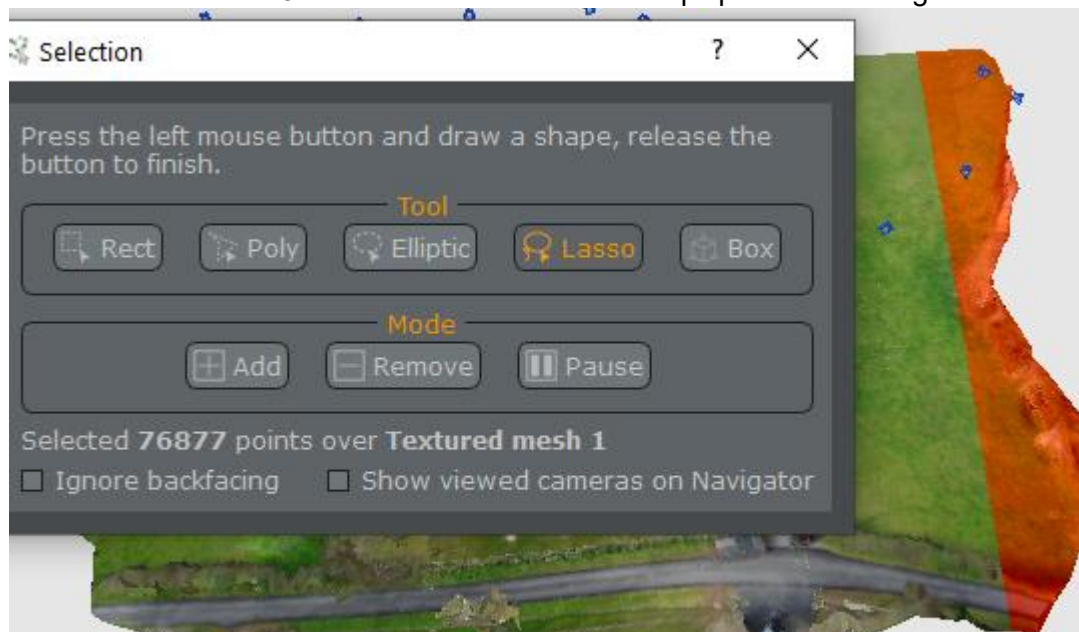 Selection
?
Press the left mouse button and draw a shape, release the
button to finish.
Tool
Rect
Poly
Elliptic
Lasso
Box
Mode
Add
Remove
Pause
Selected 76877 points over Textured mesh 1
Ignore backfacing
Show viewed cameras on Navigator